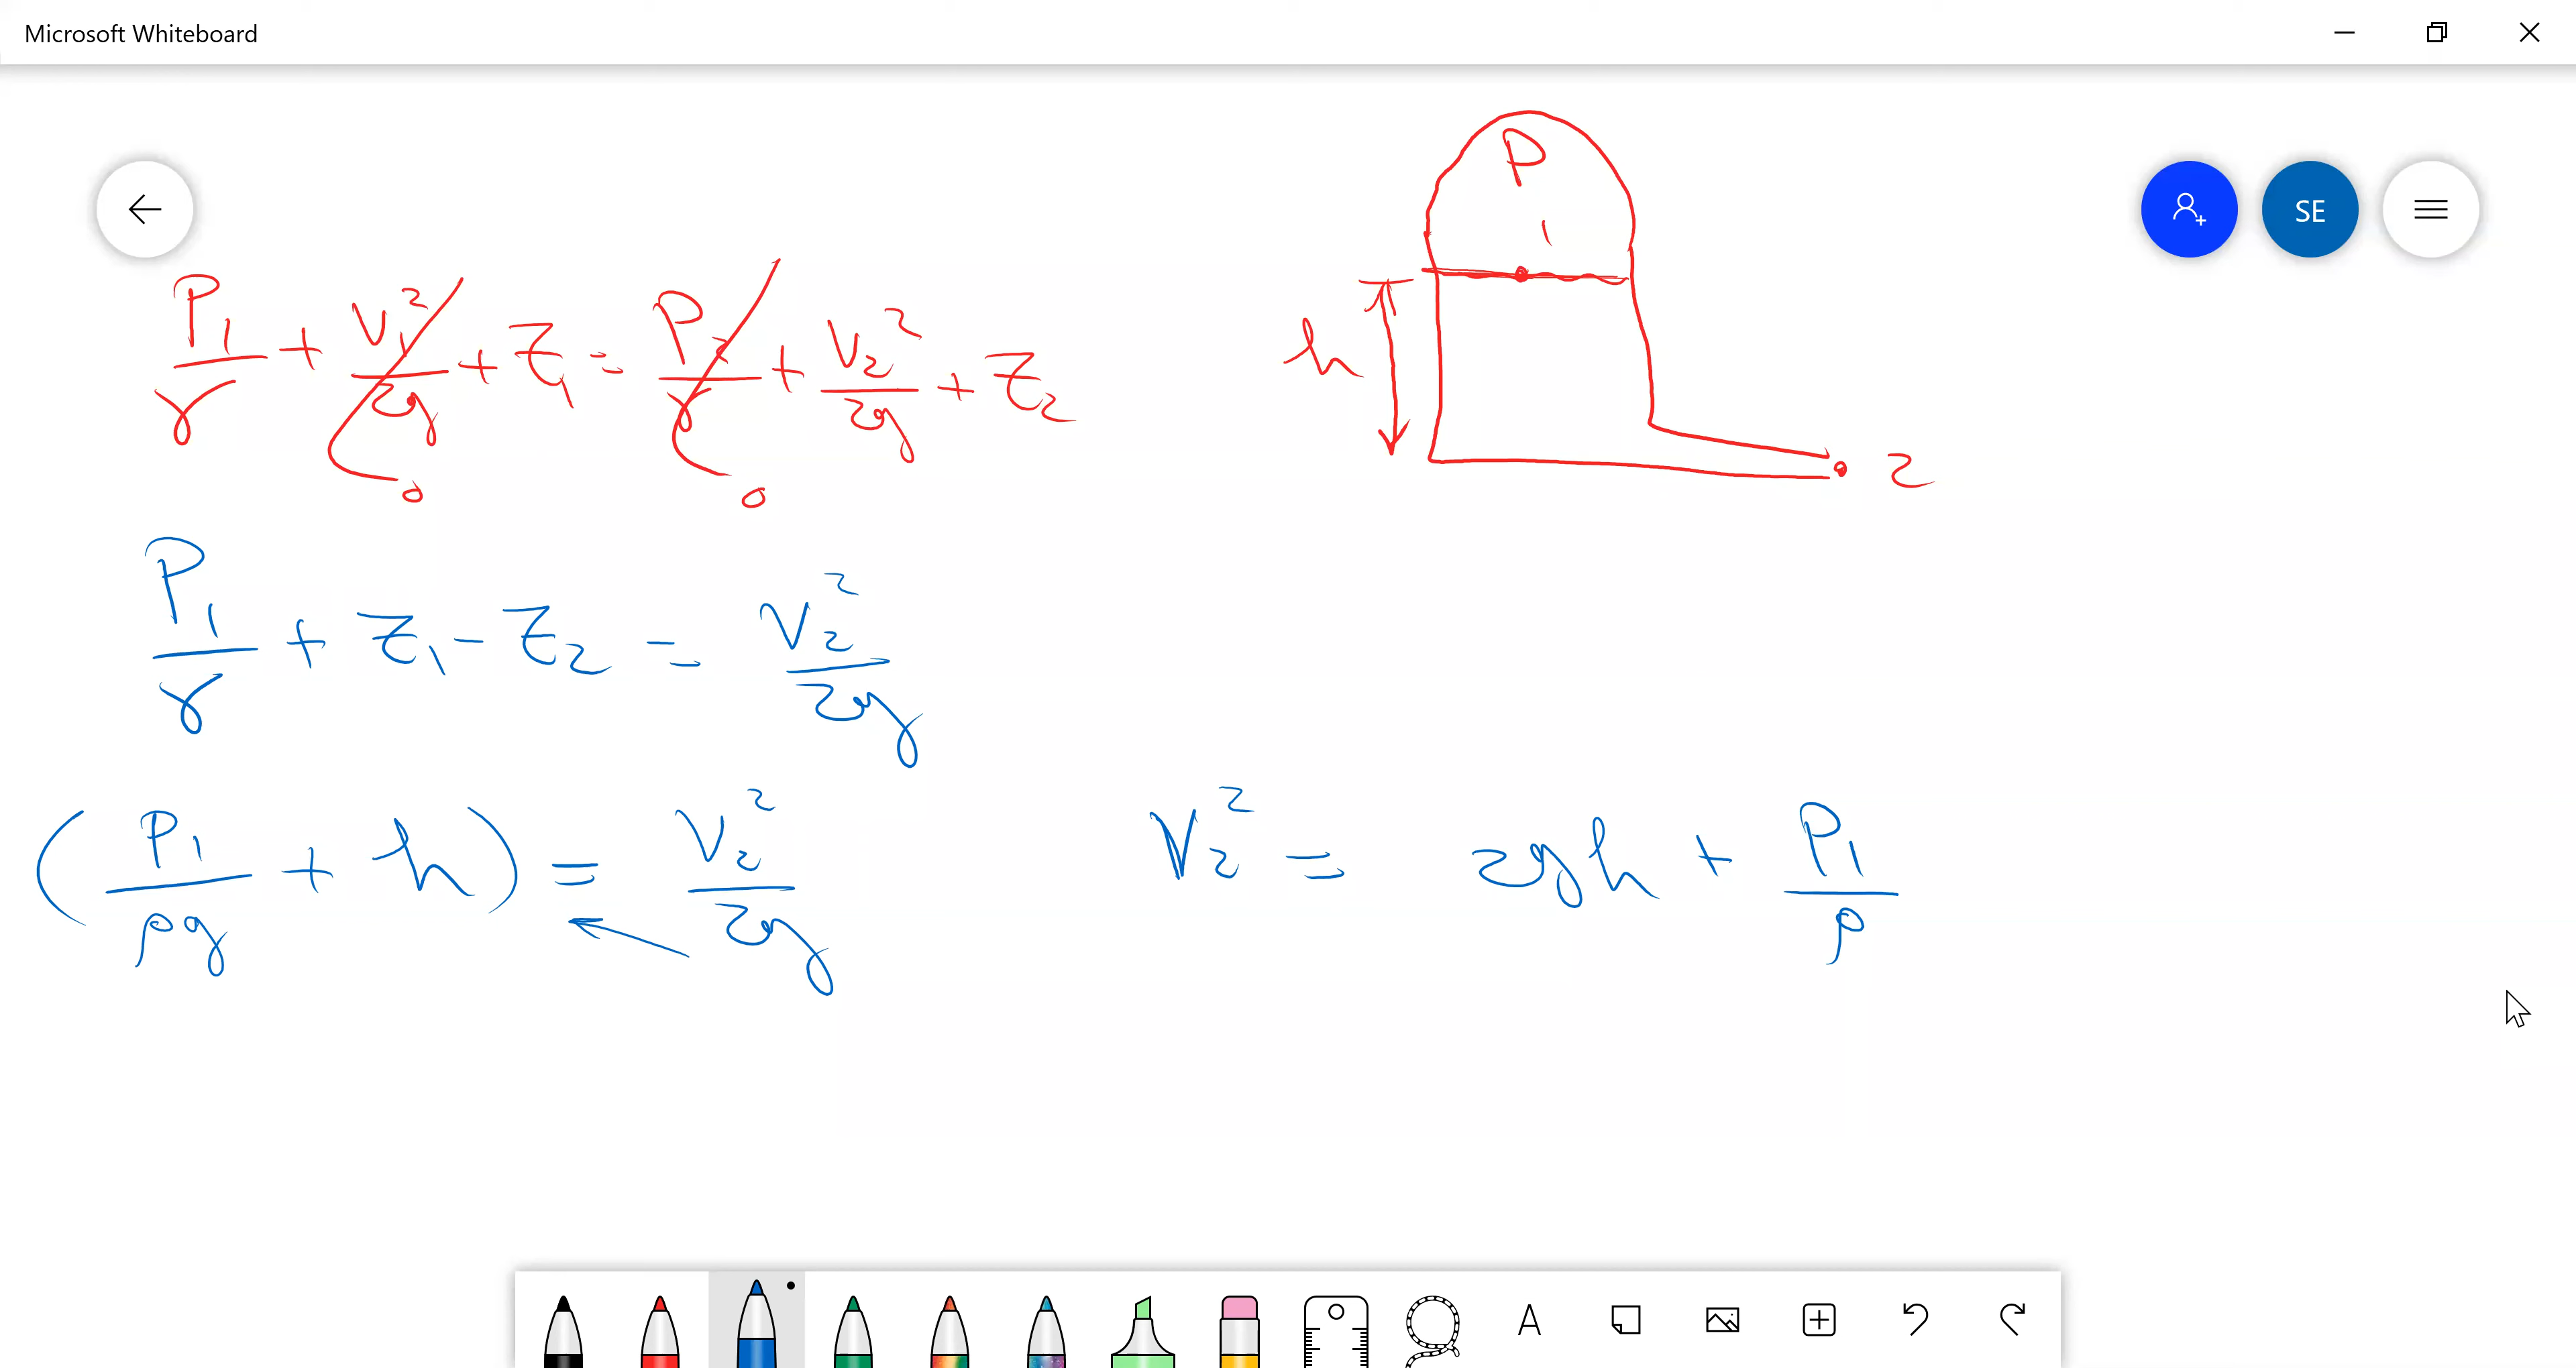 Microsoft Whiteboard
SE
P
1
h
2
P₁/γ + V₁²/2g + Z₁ = P₂/γ + V₂²/2g + Z₂
0 0
P₁/γ + Z₁ - Z₂ = V₂²/2g
(P₁/ρg + h) = V₂²/2g
V₂² = 2gh + P₁/ρ
A